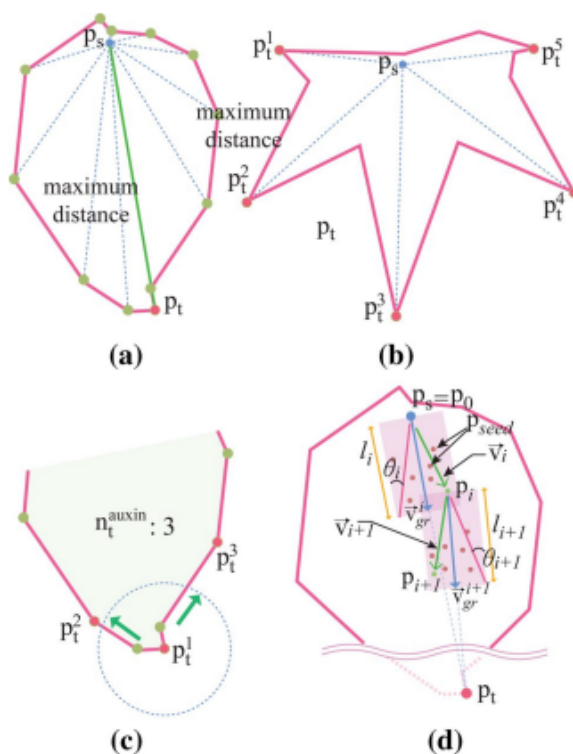 p_s
maximum
distance
maximum
distance
p_t
(a)
p_t^1
p_s
p_t^5
p_t^2
p_t^4
p_t
p_t^3
(b)
n_t^auxin : 3
p_t^3
p_t^2
p_t^1
(c)
p_s=p_0
p_seed
l_i
θ_i
v⃗_i
v⃗_gr^i
p_i
v⃗_i+1
l_i+1
θ_i+1
p_i+1
v⃗_gr^i+1
p_t
(d)